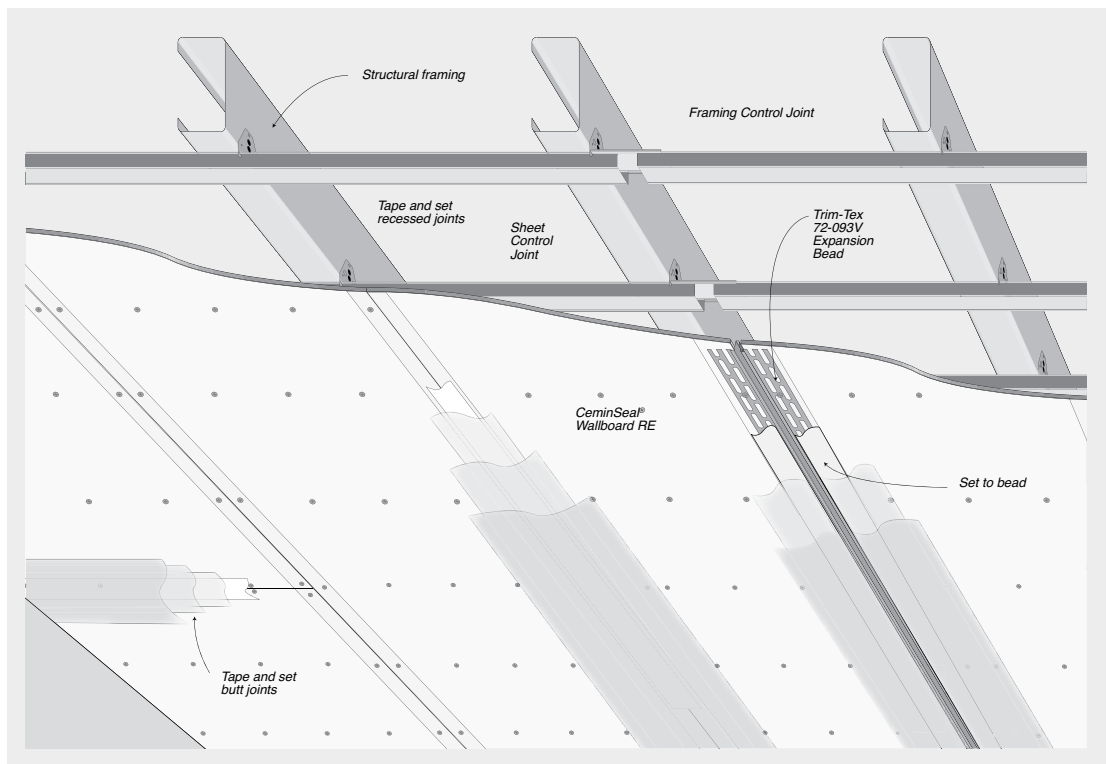 Structural framing
Framing Control Joint
Tape and set
recessed joints
Sheet
Control
Joint
Trim-Tex
72-093V
Expansion
Bead
CeminSeal®
Wallboard RE
Set to bead
Tape and set
butt joints